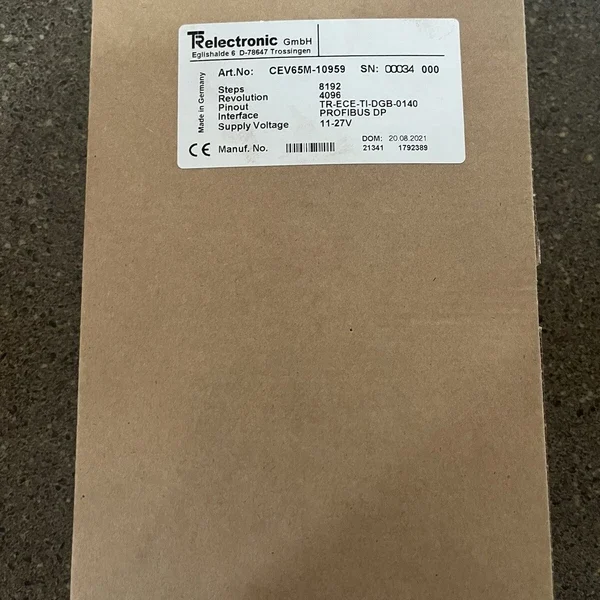 TRelectronic GmbH
Eglishalde 6 D-78647 Trossingen
Made in Germany
Art.No: CEV65M-10959 SN: 00034 000
Steps 8192
Revolution 4096
Pinout TR-ECE-TI-DGB-0140
Interface PROFIBUS DP
Supply Voltage 11-27V
DOM: 20.08.2021
CE Manuf. No. 21341 1792389